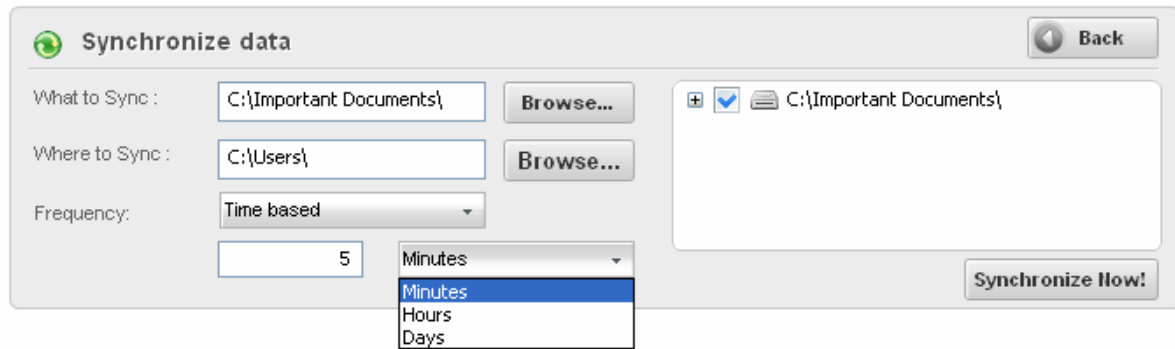 Synchronize data
Back
What to Sync :
C:\Important Documents\
Browse...
C:\Important Documents\
Where to Sync :
C:\Users\
Browse...
Frequency:
Time based
5
Minutes
Minutes
Hours
Days
Synchronize Now!